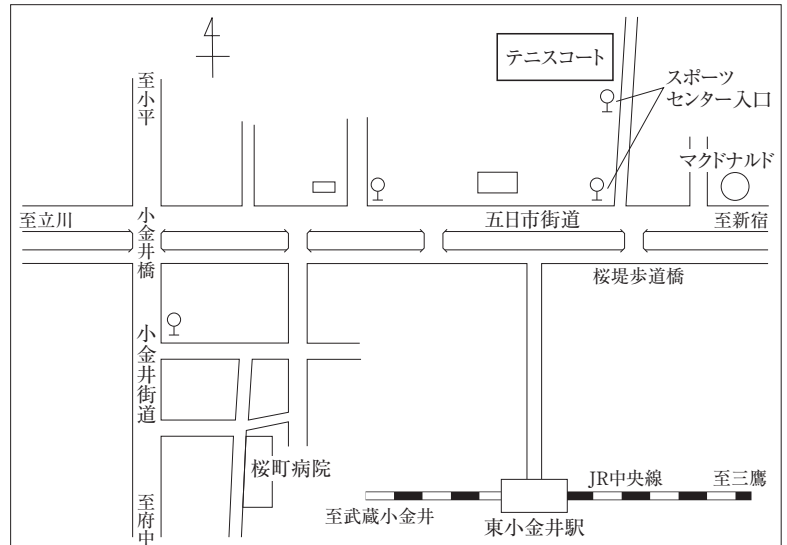 テニスコート
スポーツ
センター入口
至小平
マクドナルド
至立川
小金井橋
五日市街道
至新宿
桜堤歩道橋
小金井街道
桜町病院
JR中央線
至三鷹
至武蔵小金井
東小金井駅
至府中